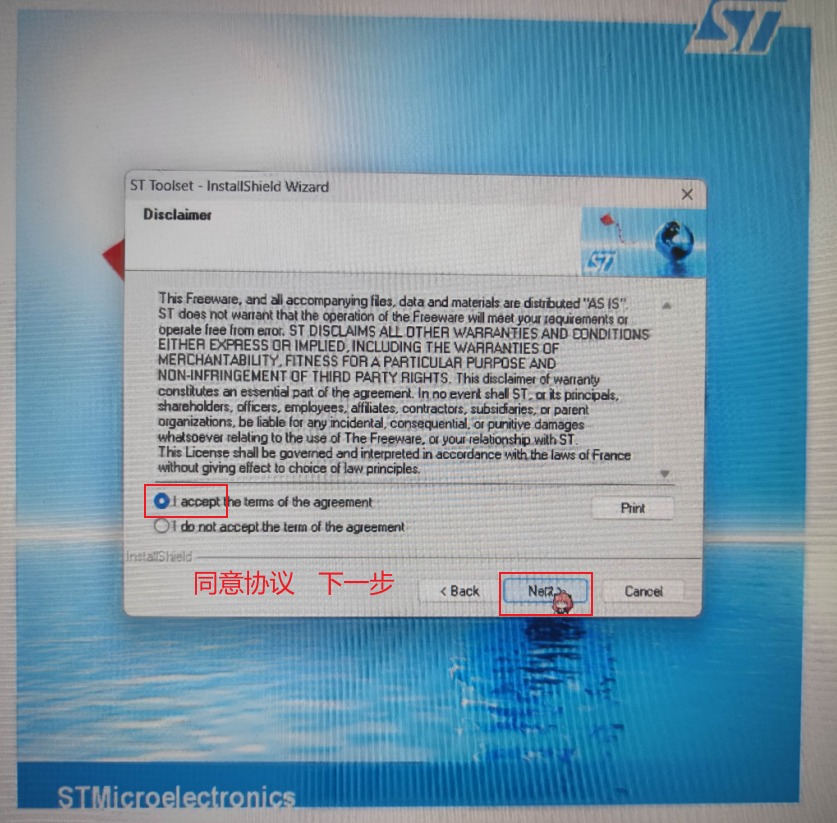 ST
ST Toolset - InstallShield Wizard
Disclaimer
ST
This Freeware, and all accompanying files, data and materials are distributed "AS IS".
ST does not warrant that the operation of the Freeware will meet your requirements or
operate free from error. ST DISCLAIMS ALL OTHER WARRANTIES AND CONDITIONS
EITHER EXPRESS OR IMPLIED, INCLUDING THE WARRANTIES OF
MERCHANTABILITY, FITNESS FOR A PARTICULAR PURPOSE AND
NON-INFRINGEMENT OF THIRD PARTY RIGHTS. This disclaimer of warranty
constitutes an essential part of the agreement. In no event shall ST, or its principals,
shareholders, officers, employees, affiliates, contractors, subsidiaries, or parent
organizations, be liable for any incidental, consequential, or punitive damages
whatsoever relating to the use of The Freeware, or your relationship with ST.
This License shall be governed and interpreted in accordance with the laws of France
without giving effect to choice of law principles.
I accept the terms of the agreement
Print
I do not accept the term of the agreement
InstallShield
同意协议 下一步
< Back
Cancel
STMicroelectronics